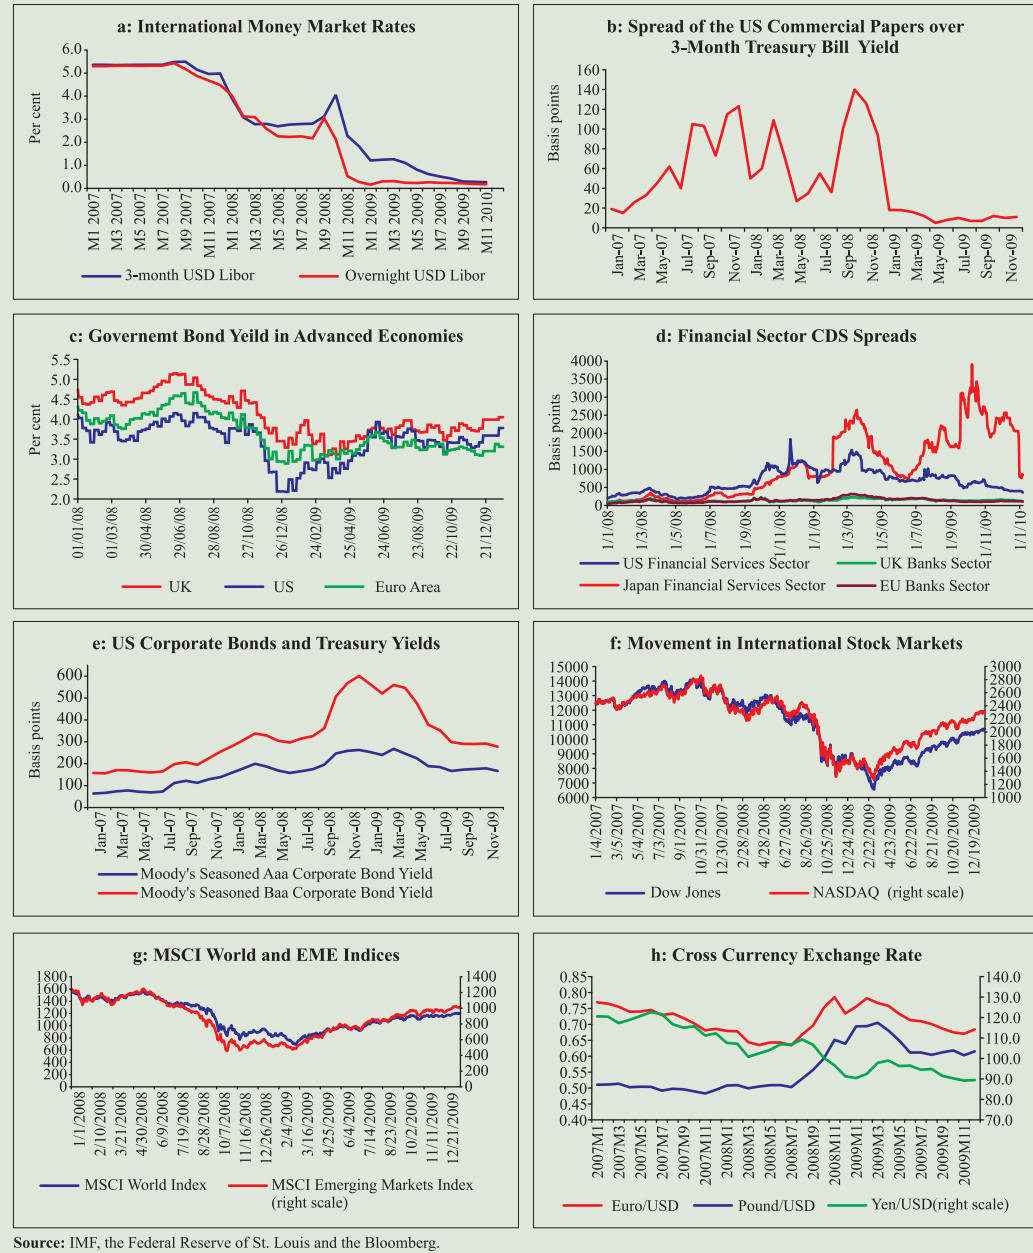 a: International Money Market Rates
Per cent
6.0
5.0
4.0
3.0
2.0
1.0
0.0
M1 2007
M3 2007
M5 2007
M7 2007
M9 2007
M11 2007
M11 2008
M3 2008
M5 2008
M7 2008
M9 2008
M11 2008
M1 2009
M3 2009
M5 2009
M7 2009
M9 2009
M11 2010
3-month USD Libor
Overnight USD Libor
b: Spread of the US Commercial Papers over
3-Month Treasury Bill Yield
Basis points
160
140
120
100
80
60
40
20
0
Jan-07
Mar-07
May-07
Jul-07
Sep-07
Nov-07
Jan-08
Mar-08
May-08
Jul-08
Sep-08
Nov-08
Jan-09
Mar-09
May-09
Jul-09
Sep-09
Nov-09
c: Governemt Bond Yeild in Advanced Economies
Per cent
5.5
5.0
4.5
4.0
3.5
3.0
2.5
2.0
01/01/08
01/03/08
30/04/08
29/06/08
28/08/08
27/10/08
26/12/08
24/02/09
25/04/09
24/06/09
23/08/09
22/10/09
21/12/09
UK
US
Euro Area
d: Financial Sector CDS Spreads
Basis points
4000
3500
3000
2500
2000
1500
1000
500
0
1/1/08
1/3/08
1/5/08
1/7/08
1/9/08
1/11/08
1/1/09
1/3/09
1/5/09
1/7/09
1/9/09
1/11/09
1/1/10
US Financial Services Sector
UK Banks Sector
Japan Financial Services Sector
EU Banks Sector
e: US Corporate Bonds and Treasury Yields
Basis points
600
500
400
300
200
100
0
Jan-07
Mar-07
May-07
Jul-07
Sep-07
Nov-07
Jan-08
Mar-08
May-08
Jul-08
Sep-08
Nov-08
Jan-09
Mar-09
May-09
Jul-09
Sep-09
Nov-09
Moody's Seasoned Aaa Corporate Bond Yield
Moody's Seasoned Baa Corporate Bond Yield
f: Movement in International Stock Markets
15000
14000
13000
12000
11000
10000
9000
8000
7000
6000
3000
2800
2600
2400
2200
2000
1800
1600
1400
1200
1000
1/4/2007
3/5/2007
5/4/2007
7/3/2007
9/1/2007
10/31/2007
12/30/2007
2/28/2008
4/28/2008
6/27/2008
8/26/2008
10/25/2008
12/24/2008
2/22/2009
4/23/2009
6/22/2009
8/21/2009
10/20/2009
12/19/2009
Dow Jones
NASDAQ (right scale)
g: MSCI World and EME Indices
1800
1600
1400
1200
1000
800
600
400
200
0
1400
1200
1000
800
600
400
200
0
1/1/2008
2/10/2008
3/21/2008
4/30/2008
6/9/2008
7/19/2008
8/28/2008
10/7/2008
11/16/2008
12/26/2008
2/4/2009
3/16/2009
4/25/2009
6/4/2009
7/14/2009
8/23/2009
10/2/2009
11/11/2009
12/21/2009
MSCI World Index
MSCI Emerging Markets Index
(right scale)
h: Cross Currency Exchange Rate
0.85
0.80
0.75
0.70
0.65
0.60
0.55
0.50
0.45
0.40
140.0
130.0
120.0
110.0
100.0
90.0
80.0
70.0
2007M1
2007M3
2007M5
2007M7
2007M9
2007M11
2008M1
2008M3
2008M5
2008M7
2008M9
2008M11
2009M1
2009M3
2009M5
2009M7
2009M9
2009M11
Euro/USD
Pound/USD
Yen/USD(right scale)
Source: IMF, the Federal Reserve of St. Louis and the Bloomberg.